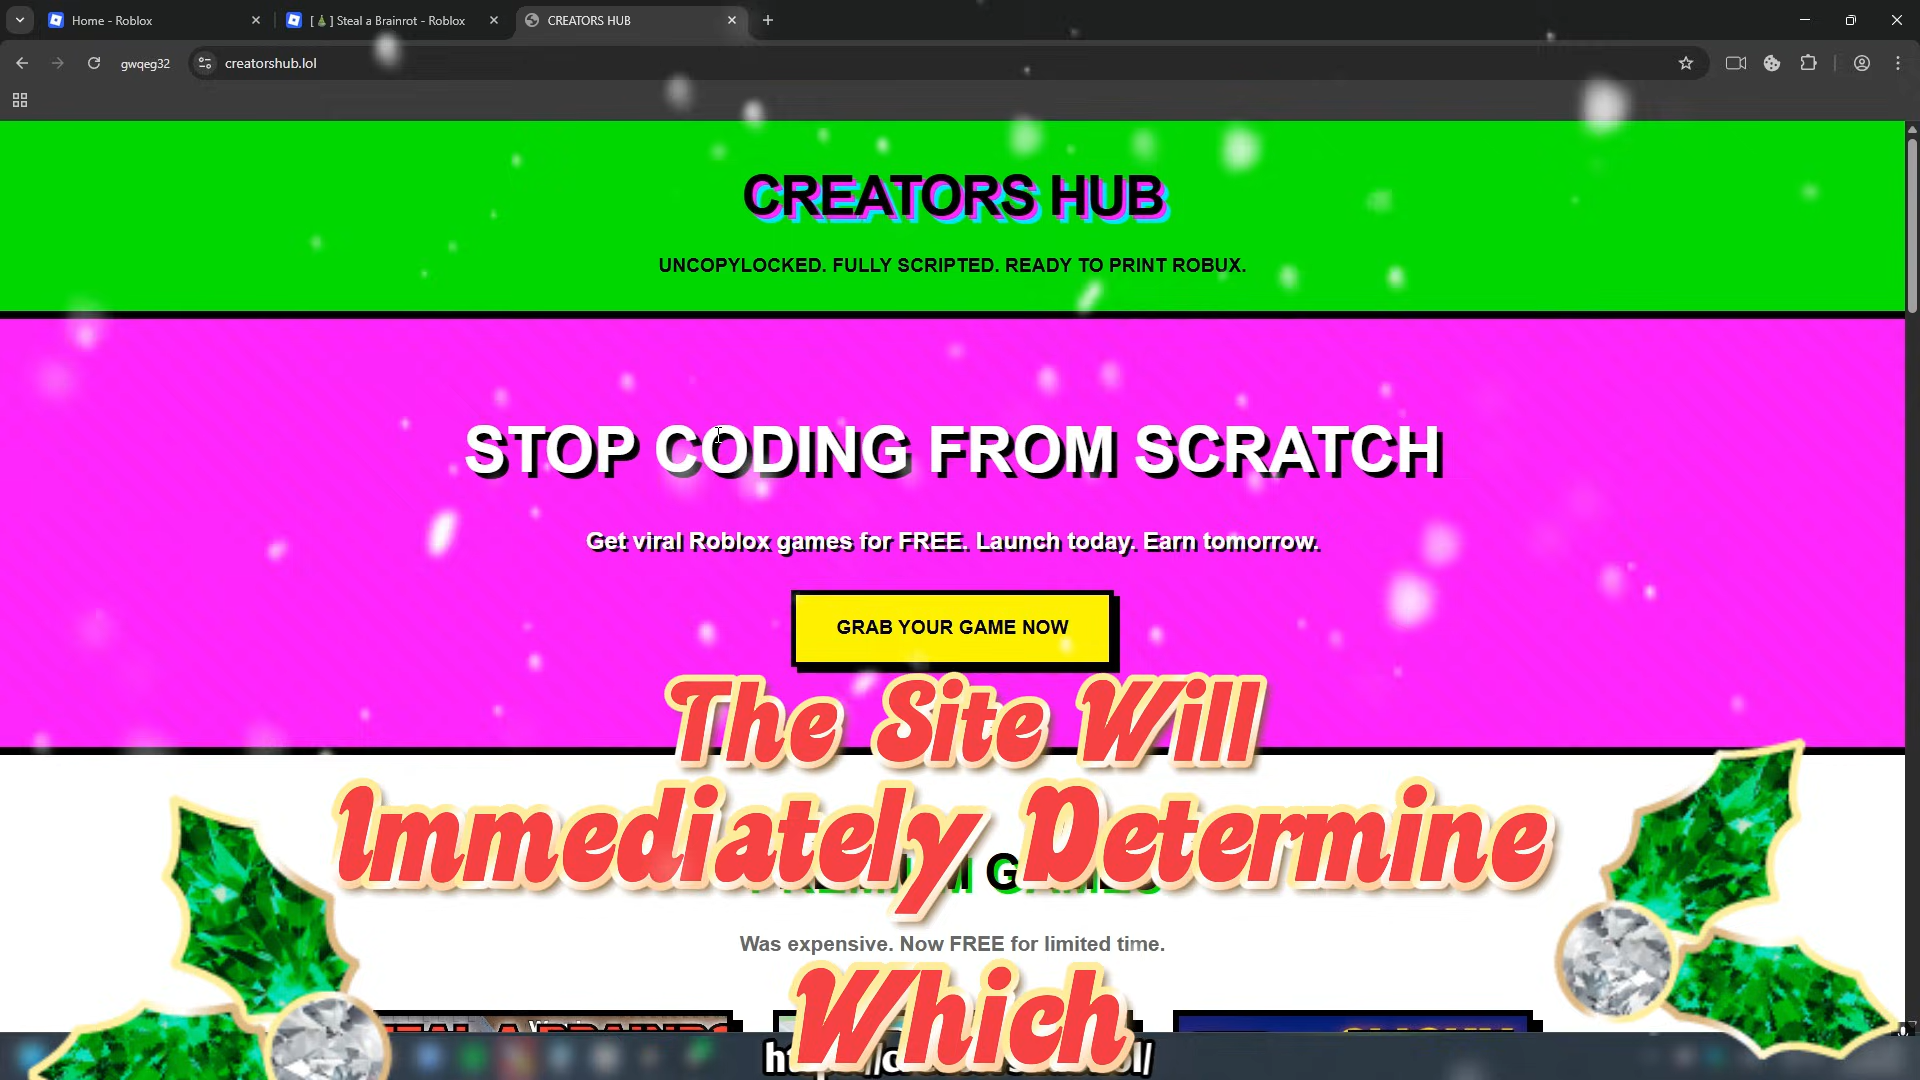 Home - Roblox
[🎄] Steal a Brainrot - Roblox
CREATORS HUB
gwqeg32
creatorshub.lol
CREATORS HUB
UNCOPYLOCKED. FULLY SCRIPTED. READY TO PRINT ROBUX.
STOP CODING FROM SCRATCH
Get viral Roblox games for FREE. Launch today. Earn tomorrow.
GRAB YOUR GAME NOW
The Site Will
Immediately Determine
Was expensive. Now FREE for limited time.
Which